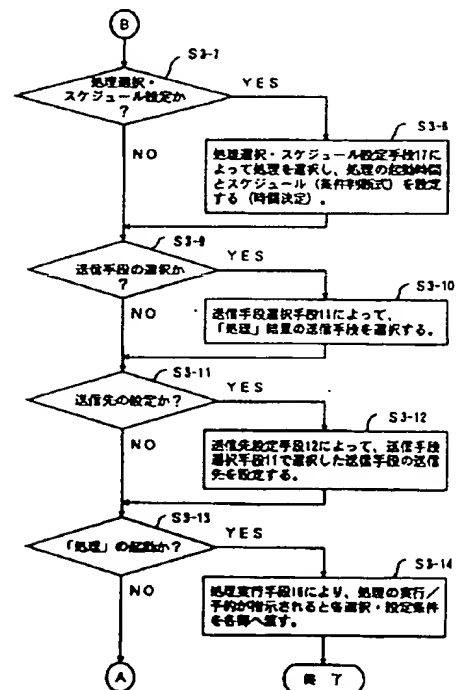 B
S3-7
処理選択・
スケジュール設定か
?
YES
NO
S3-8
処理選択・スケジュール設定手段17に
よって処理を選択し、処理の起動時間
とスケジュール(条件判断式)を設定
する(時間決定)。
S3-9
送信手段の選択か
?
YES
NO
S3-10
送信手段選択手段11によって、
「処理」結果の送信手段を選択する。
S3-11
送信先の設定か?
YES
NO
S3-12
送信先設定手段12によって、送信手段
選択手段11で選択した送信手段の送信
先を設定する。
S3-13
「処理」の起動か?
YES
NO
S3-14
処理実行手段16により、処理の実行/
予約が指示されると各選択・設定条件
を各部へ渡す。
A
終了